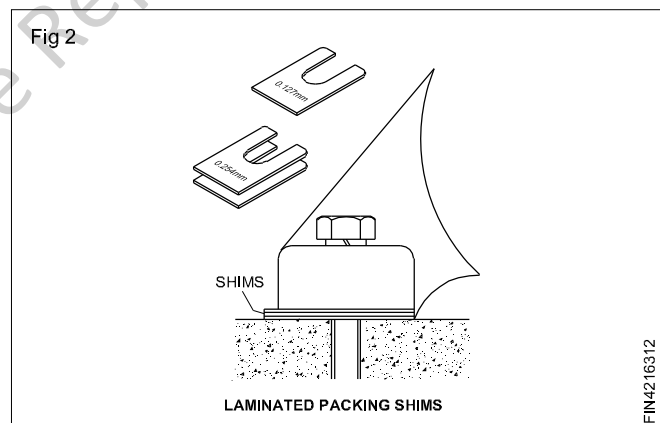 Fig 2
0.127mm
0.254mm
SHIMS
LAMINATED PACKING SHIMS
FIN4216312